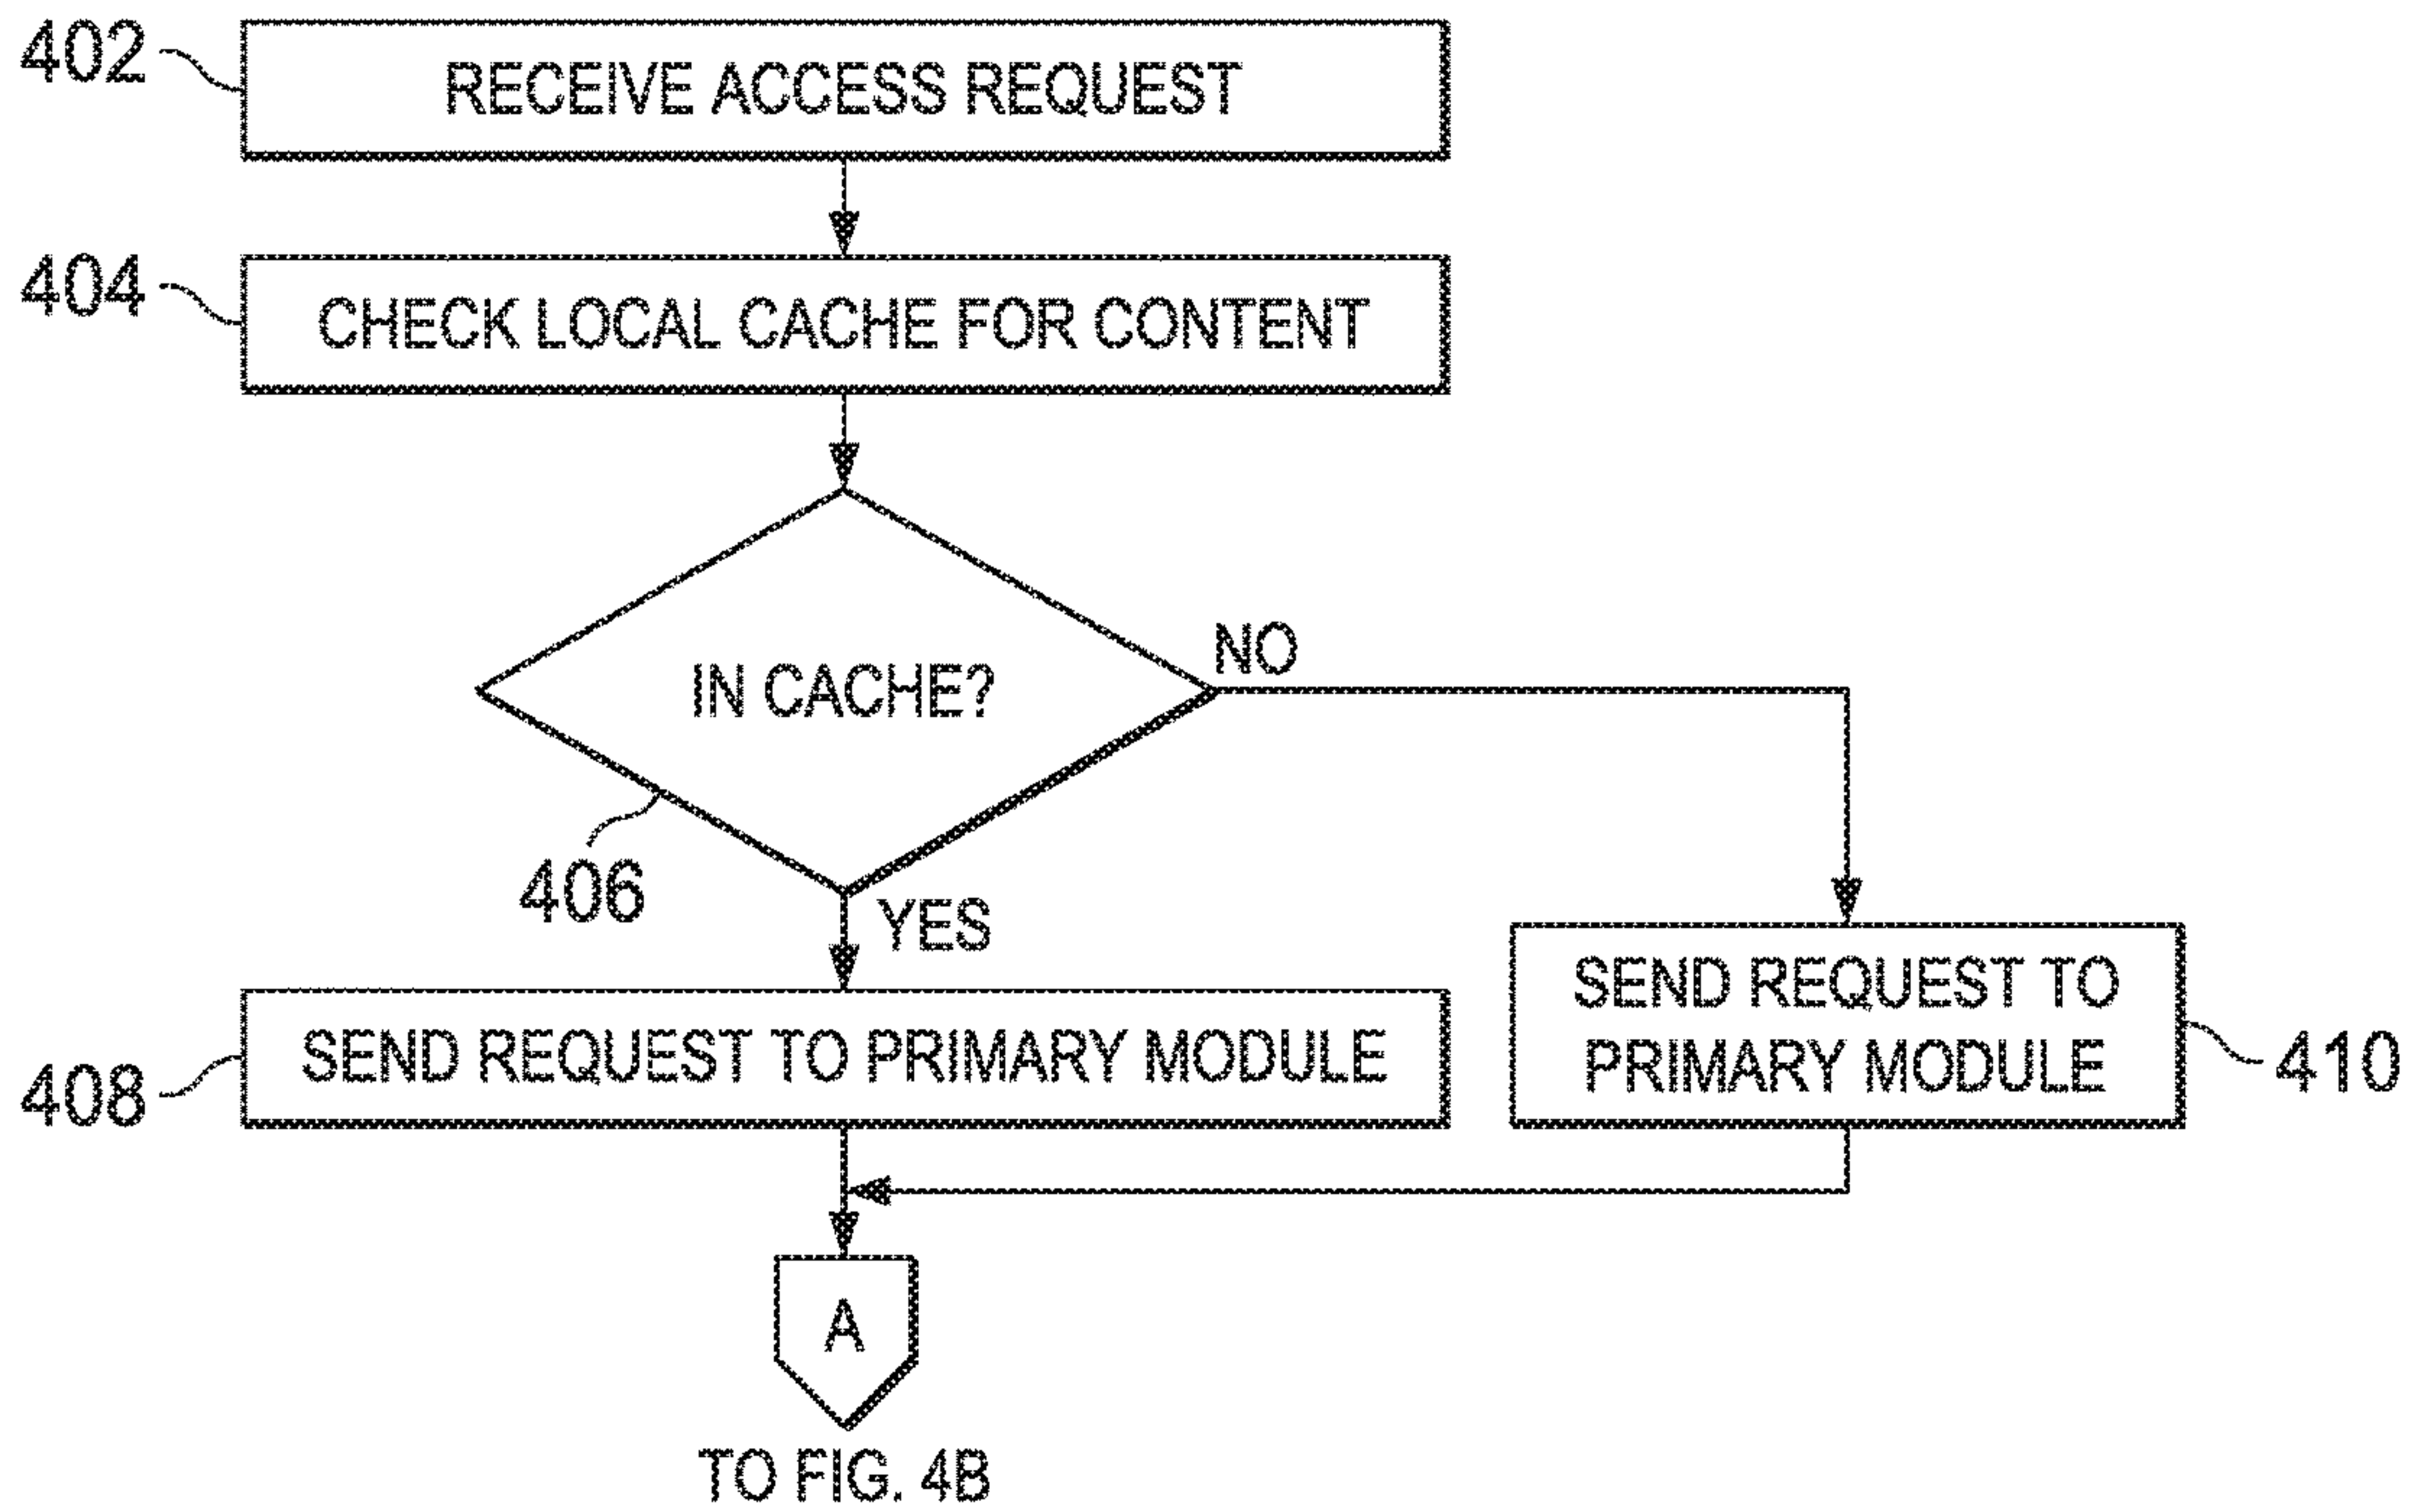 402
RECEIVE ACCESS REQUEST
404
CHECK LOCAL CACHE FOR CONTENT
IN CACHE?
NO
406
YES
408
SEND REQUEST TO PRIMARY MODULE
SEND REQUEST TO
PRIMARY MODULE
410
A
TO FIG. 4B